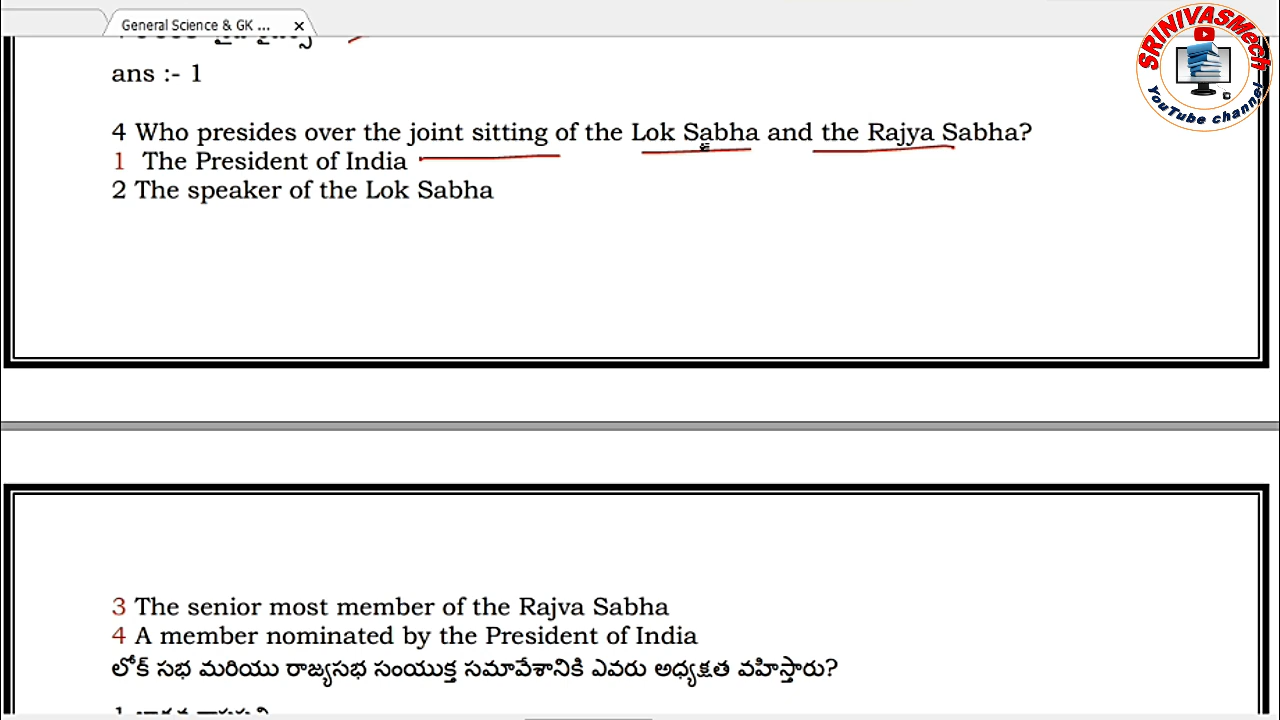 General Science & GK ...
SRINIVASMech
YouTube channel
ans :- 1
4 Who presides over the joint sitting of the Lok Sabha and the Rajya Sabha?
1 The President of India
2 The speaker of the Lok Sabha
3 The senior most member of the Rajva Sabha
4 A member nominated by the President of India
లోక్ సభ మరియు రాజ్యసభ సంయుక్త సమావేశానికి ఎవరు అధ్యక్షత వహిస్తారు?